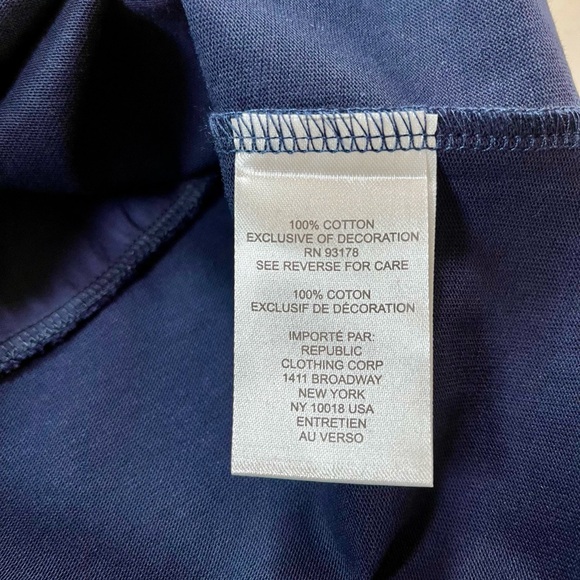 100% COTTON
EXCLUSIVE OF DECORATION
RN 93178
SEE REVERSE FOR CARE
100% COTON
EXCLUSIF DE DÉCORATION
IMPORTÉ PAR:
REPUBLIC
CLOTHING CORP
1411 BROADWAY
NEW YORK
NY 10018 USA
ENTRETIEN
AU VERSO